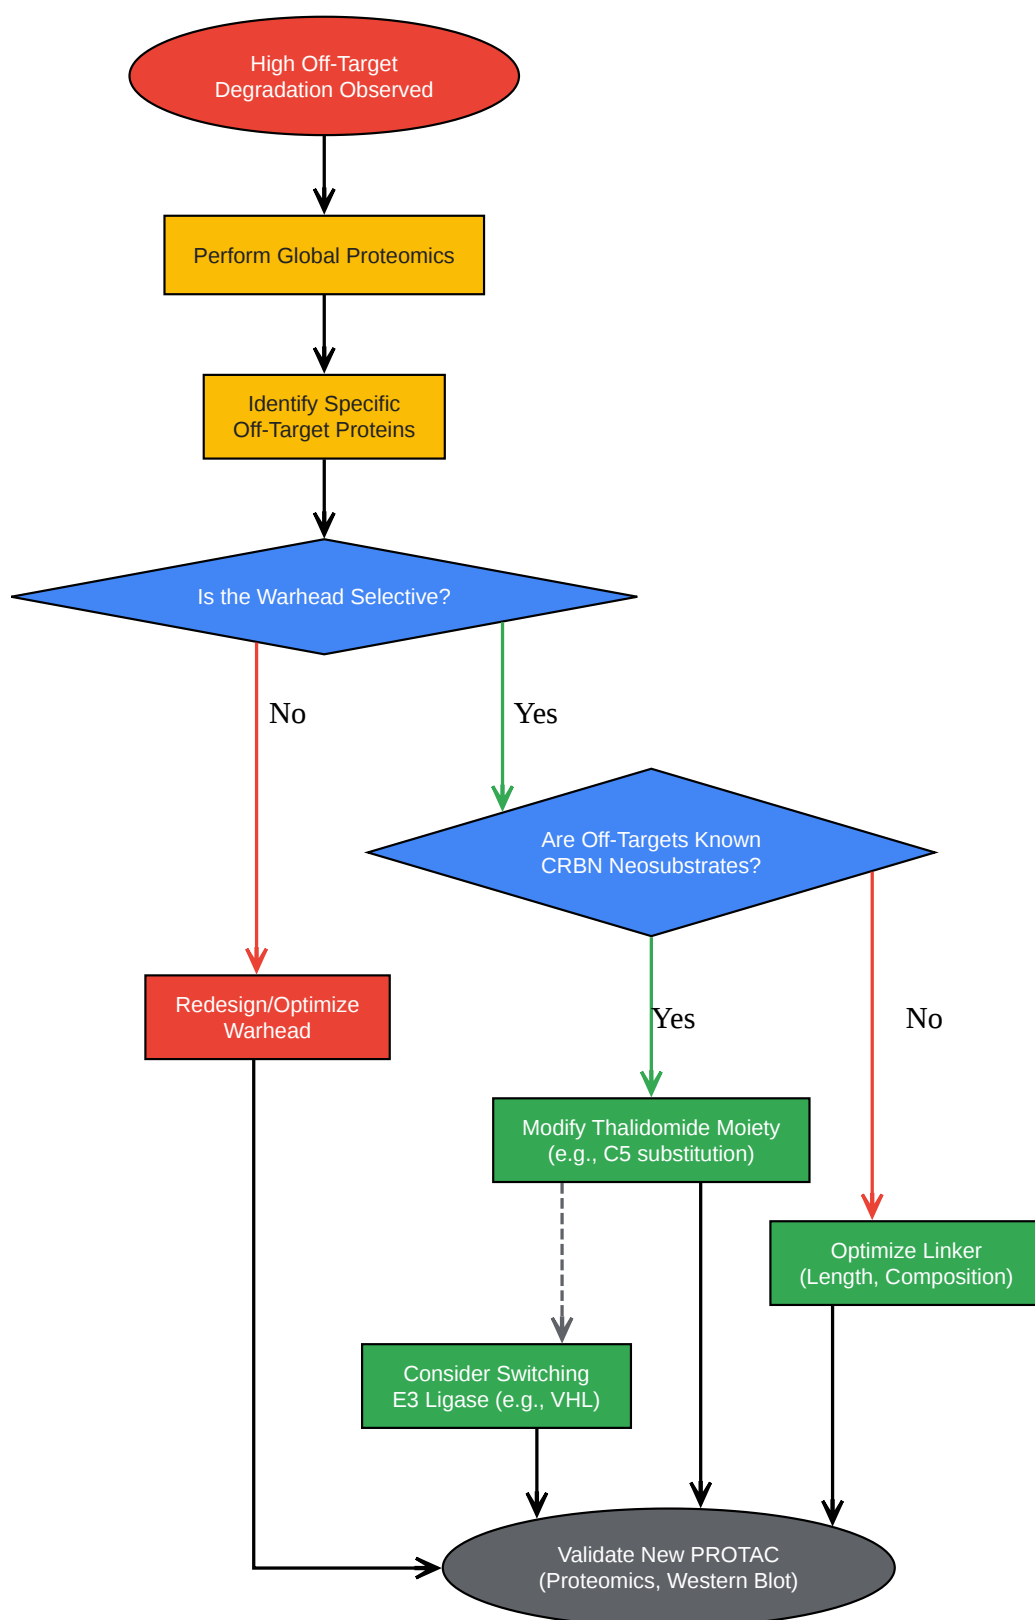 High Off-Target
Degradation Observed
Perform Global Proteomics
Identify Specific
Off-Target Proteins
Is the Warhead Selective?
No
Yes
Are Off-Targets Known
CRBN Neosubstrates?
Redesign/Optimize
Warhead
Yes
No
Modify Thalidomide Moiety
(e.g., C5 substitution)
Optimize Linker
(Length, Composition)
Consider Switching
E3 Ligase (e.g., VHL)
Validate New PROTAC
(Proteomics, Western Blot)